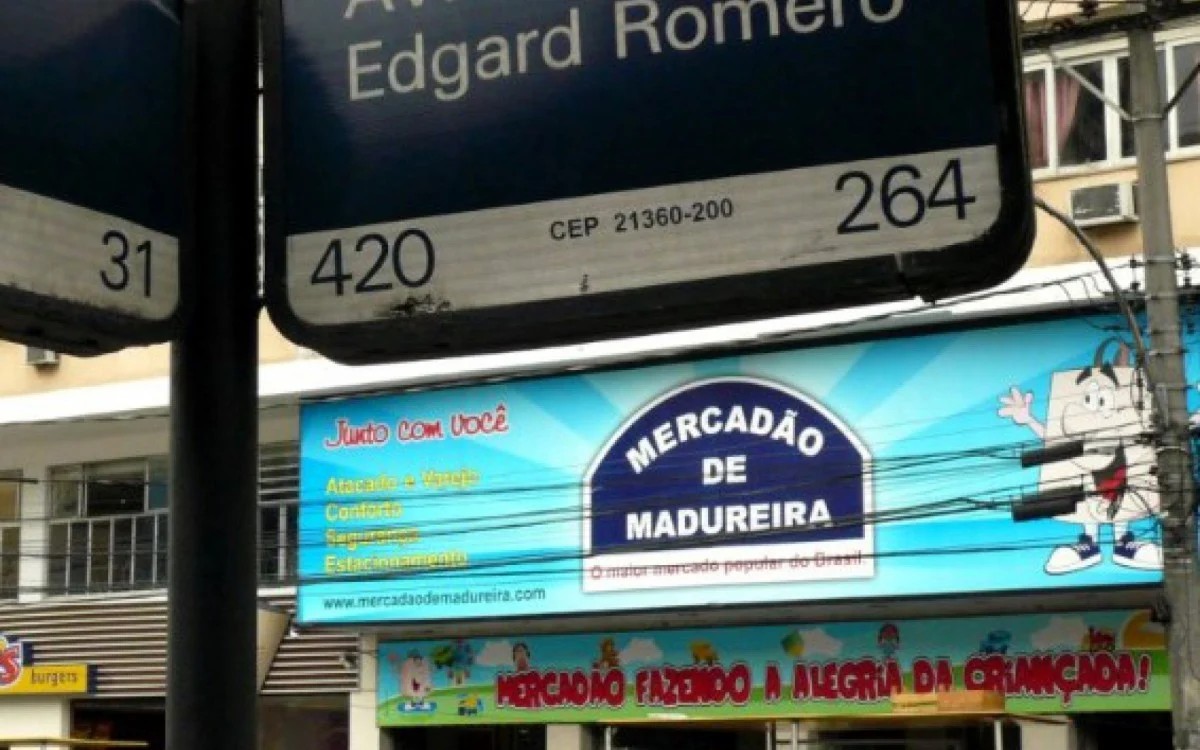 Edgard Romero
31
420
CEP 21360-200
264
Junto com você
Atacado e Varejo
Conforto
Segurança
Estacionamento
www.mercadaodemadureira.com
MERCADÃO
DE
MADUREIRA
O maior mercado popular do Brasil.
burgers
MERCADÃO FAZENDO A ALEGRIA DA CRIANÇADA!